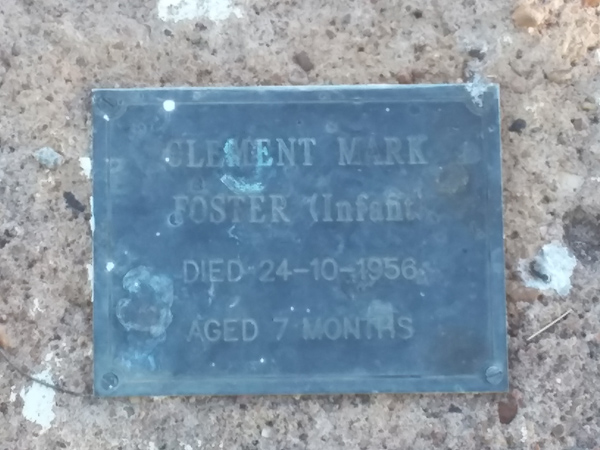 CLEMENT MARK
FOSTER (Infant)
DIED 24-10-1956
AGED 7 MONTHS